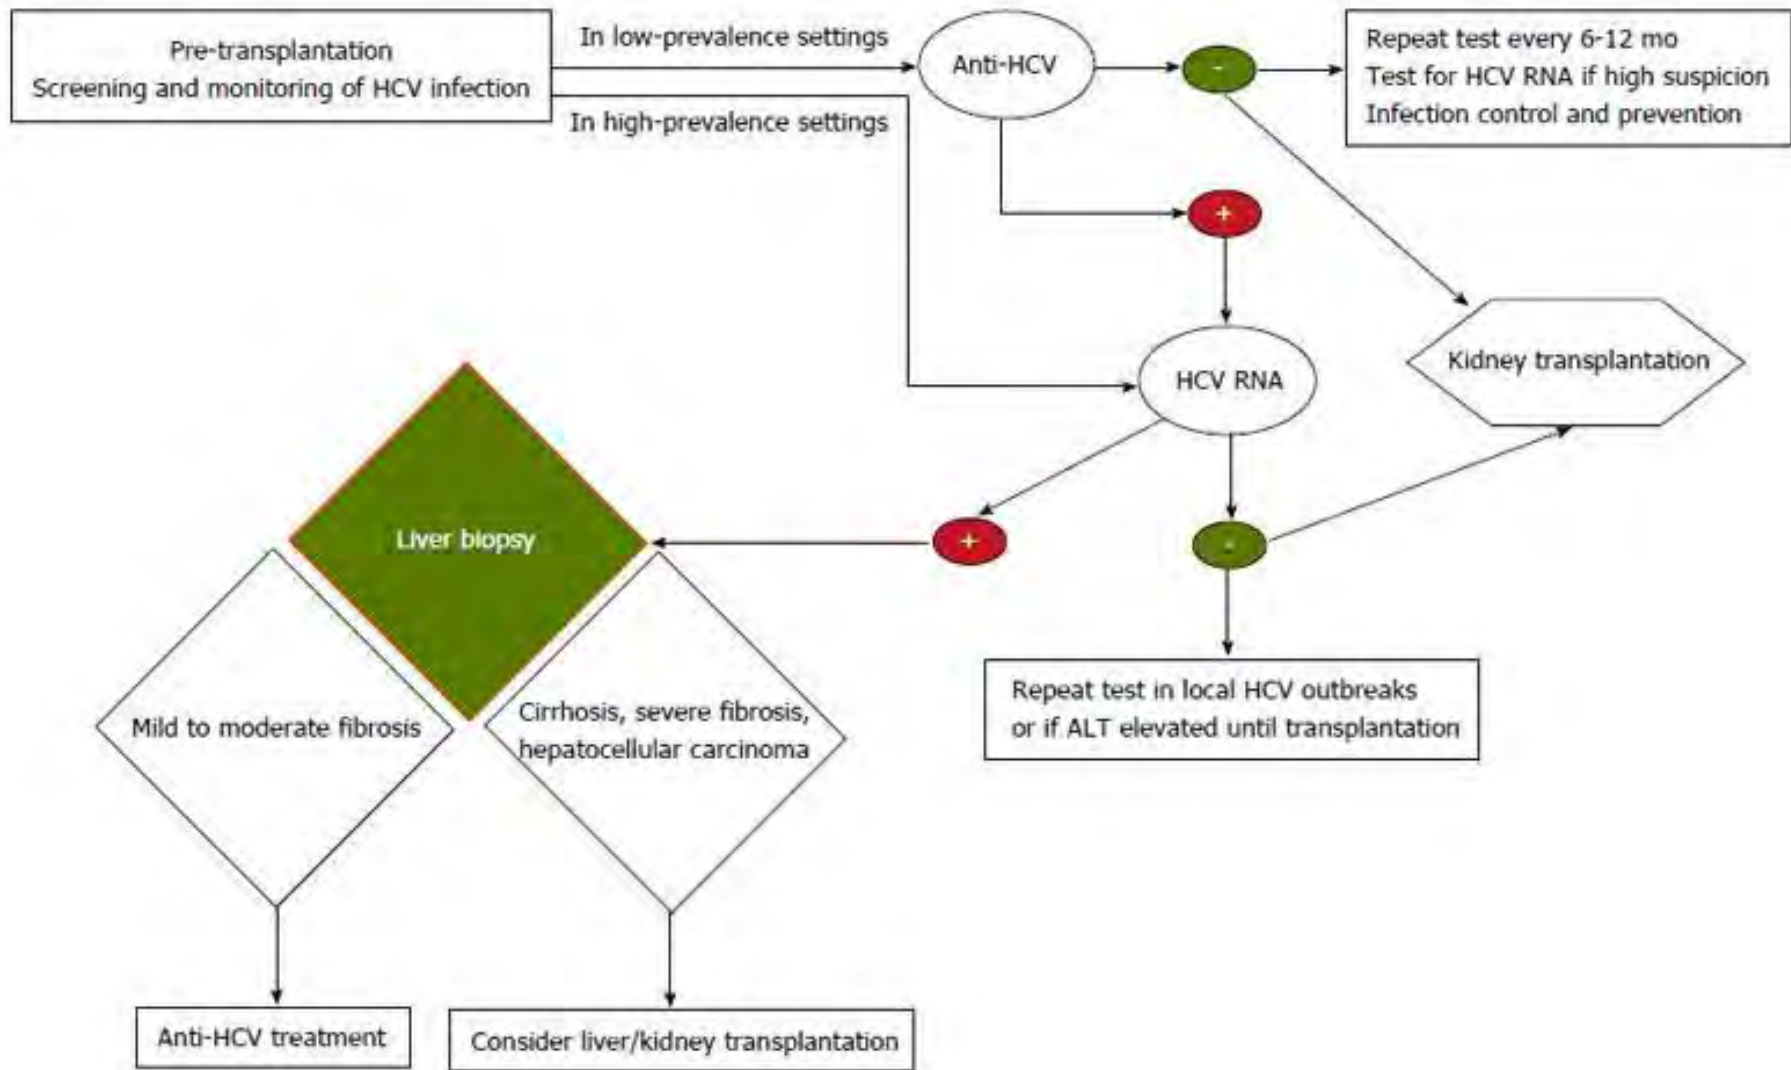 Pre-transplantation
Screening and monitoring of HCV infection
In low-prevalence settings
In high-prevalence settings
Anti-HCV
-
Repeat test every 6-12 mo
Test for HCV RNA if high suspicion
Infection control and prevention
+
HCV RNA
Kidney transplantation
Liver biopsy
+
-
Mild to moderate fibrosis
Cirrhosis, severe fibrosis,
hepatocellular carcinoma
Repeat test in local HCV outbreaks
or if ALT elevated until transplantation
Anti-HCV treatment
Consider liver/kidney transplantation